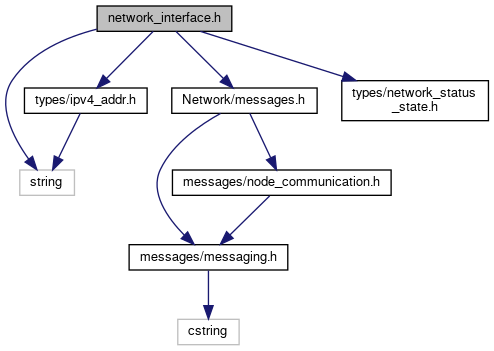 network_interface.h
types/ipv4_addr.h
Network/messages.h
types/network_status
_state.h
string
messages/node_communication.h
messages/messaging.h
cstring